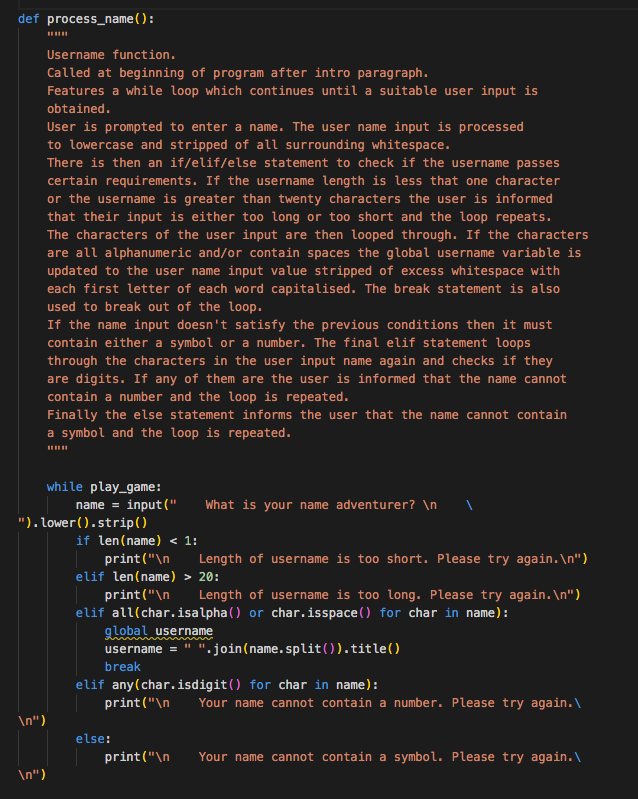 def process_name():
    """
    Username function.
    Called at beginning of program after intro paragraph.
    Features a while loop which continues until a suitable user input is
    obtained.
    User is prompted to enter a name. The user name input is processed
    to lowercase and stripped of all surrounding whitespace.
    There is then an if/elif/else statement to check if the username passes
    certain requirements. If the username length is less that one character
    or the username is greater than twenty characters the user is informed
    that their input is either too long or too short and the loop repeats.
    The characters of the user input are then looped through. If the characters
    are all alphanumeric and/or contain spaces the global username variable is
    updated to the user name input value stripped of excess whitespace with
    each first letter of each word capitalised. The break statement is also
    used to break out of the loop.
    If the name input doesn't satisfy the previous conditions then it must
    contain either a symbol or a number. The final elif statement loops
    through the characters in the user input name again and checks if they
    are digits. If any of them are the user is informed that the name cannot
    contain a number and the loop is repeated.
    Finally the else statement informs the user that the name cannot contain
    a symbol and the loop is repeated.
    """
    while play_game:
        name = input("    What is your name adventurer? \n    \
").lower().strip()
        if len(name) < 1:
            print("\n    Length of username is too short. Please try again.\n")
        elif len(name) > 20:
            print("\n    Length of username is too long. Please try again.\n")
        elif all(char.isalpha() or char.isspace() for char in name):
            global username
            username = " ".join(name.split()).title()
            break
        elif any(char.isdigit() for char in name):
            print("\n    Your name cannot contain a number. Please try again.\
\n")
        else:
            print("\n    Your name cannot contain a symbol. Please try again.\
\n")